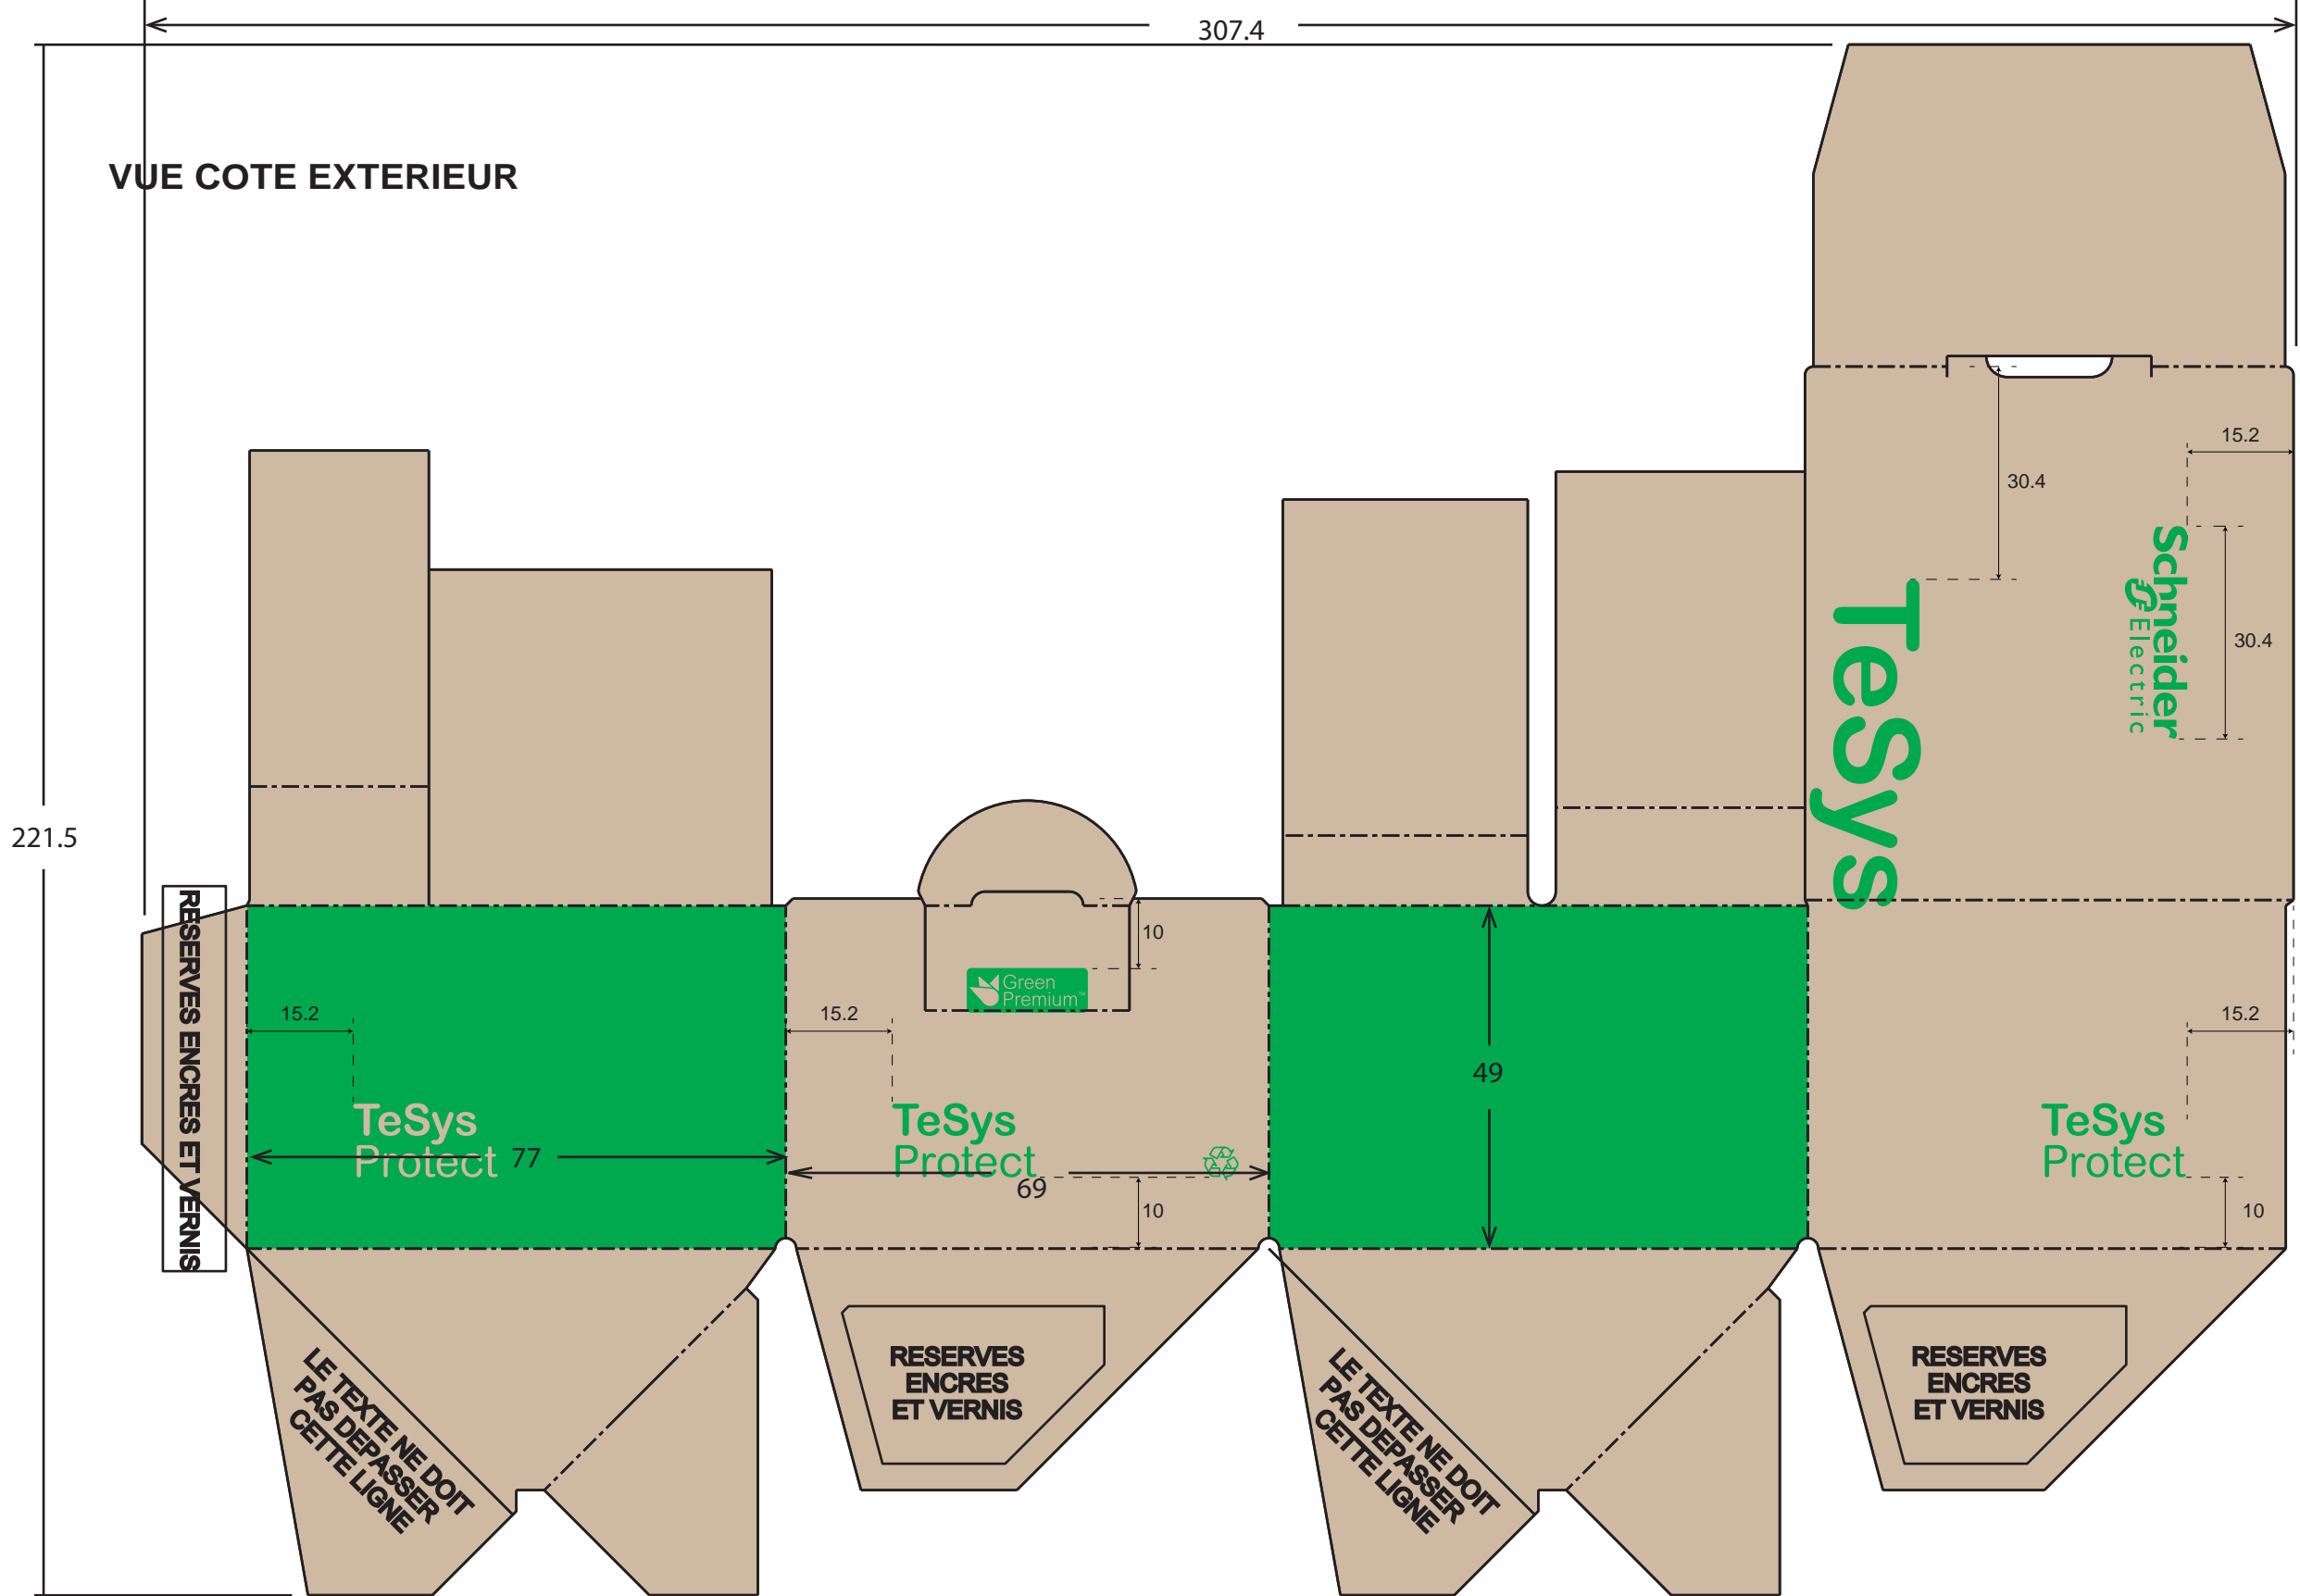 307.4
VUE COTE EXTERIEUR
15.2
30.4
Schneider
Electric
30.4
TeSys
221.5
RESERVES ENCRES ET VERNIS
10
Green
Premium™
15.2
15.2
15.2
49
TeSys
Protect
77
TeSys
Protect
69
TeSys
Protect
10
10
LE TEXTE NE DOIT
PAS DEPASSER
CETTE LIGNE
RESERVES
ENCRES
ET VERNIS
LE TEXTE NE DOIT
PAS DEPASSER
CETTE LIGNE
RESERVES
ENCRES
ET VERNIS